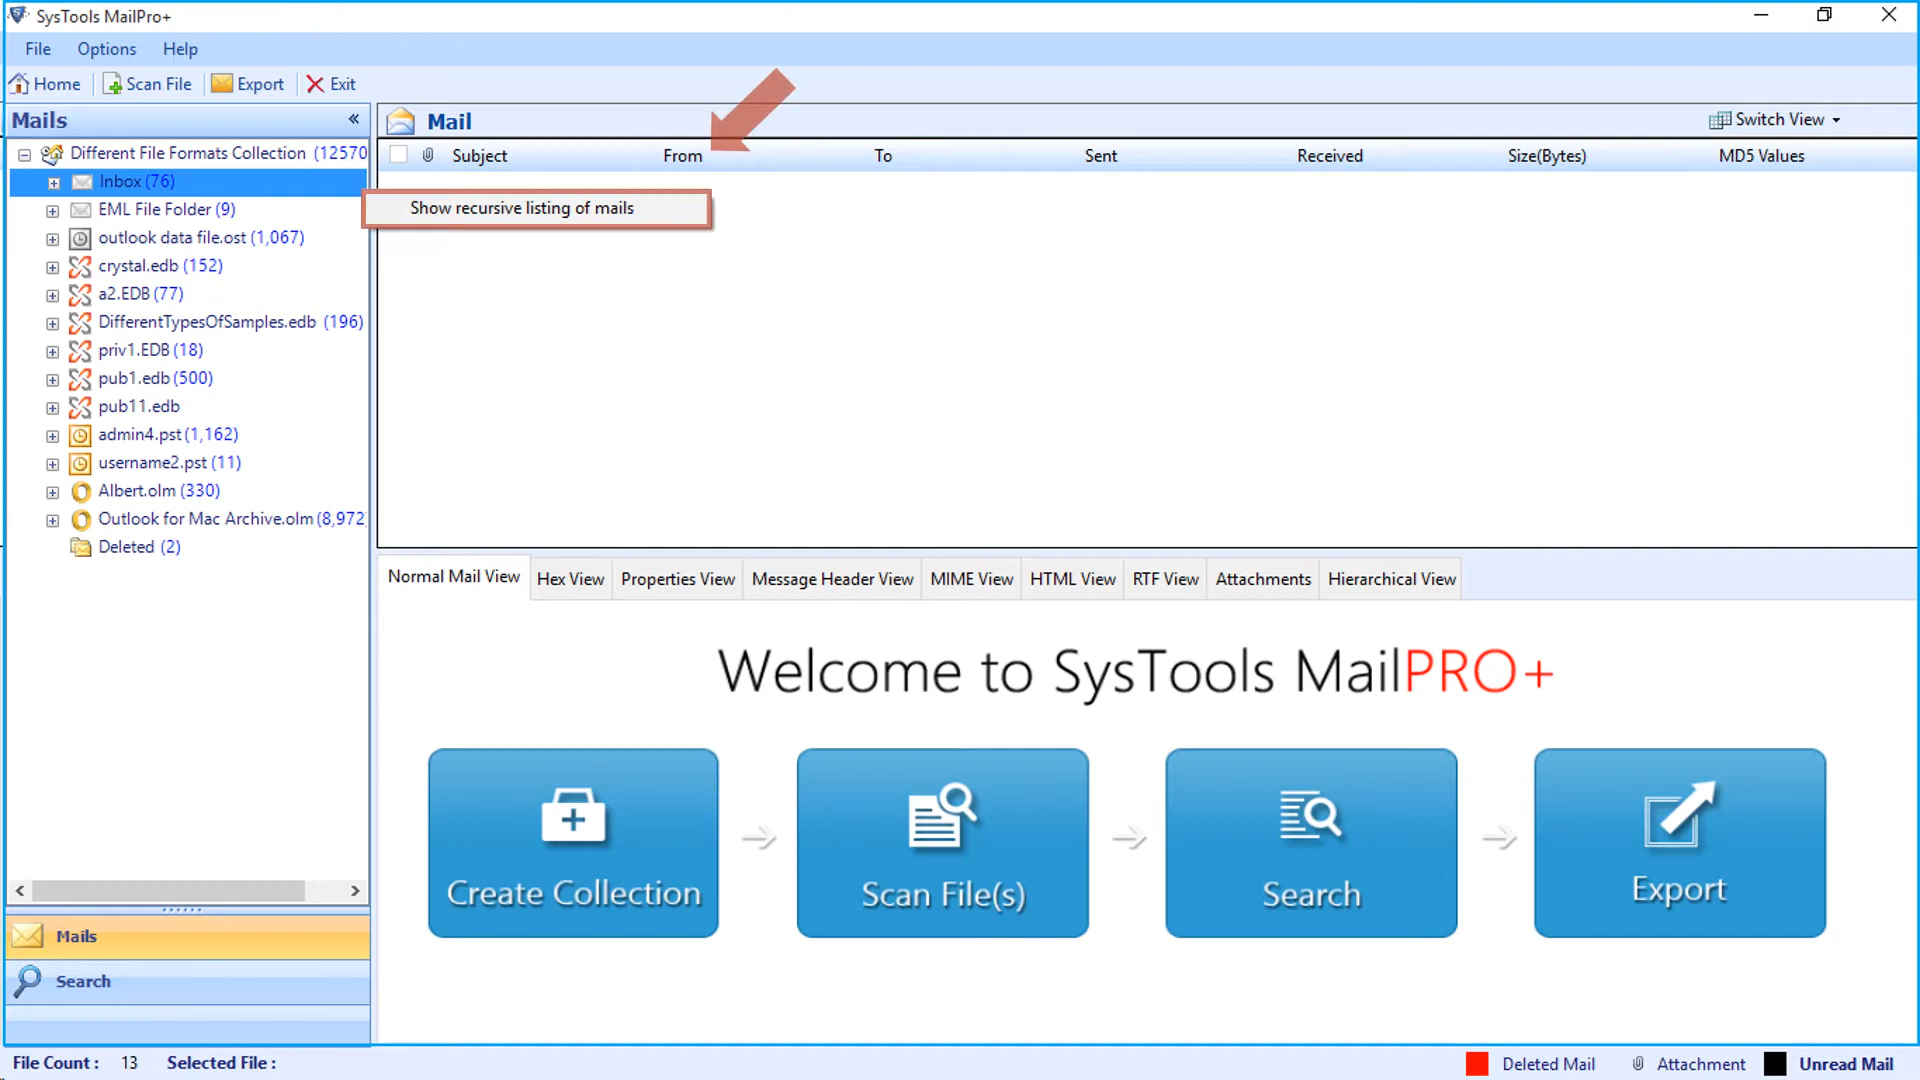 SysTools MailPro+
File Options Help
Home Scan File Export Exit
Mails «
Mail Switch View
Different File Formats Collection (12570
Subject From To Sent Received Size(Bytes) MD5 Values
Inbox (76)
Show recursive listing of mails
EML File Folder (9)
outlook data file.ost (1,067)
crystal.edb (152)
a2.EDB (77)
DifferentTypesOfSamples.edb (196)
priv1.EDB (18)
pub1.edb (500)
pub11.edb
admin4.pst (1,162)
username2.pst (11)
Albert.olm (330)
Outlook for Mac Archive.olm (8,972
Deleted (2)
Normal Mail View Hex View Properties View Message Header View MIME View HTML View RTF View Attachments Hierarchical View
Welcome to SysTools MailPRO+
Create Collection Scan File(s) Search Export
Mails
Search
File Count : 13 Selected File :
Deleted Mail Attachment Unread Mail